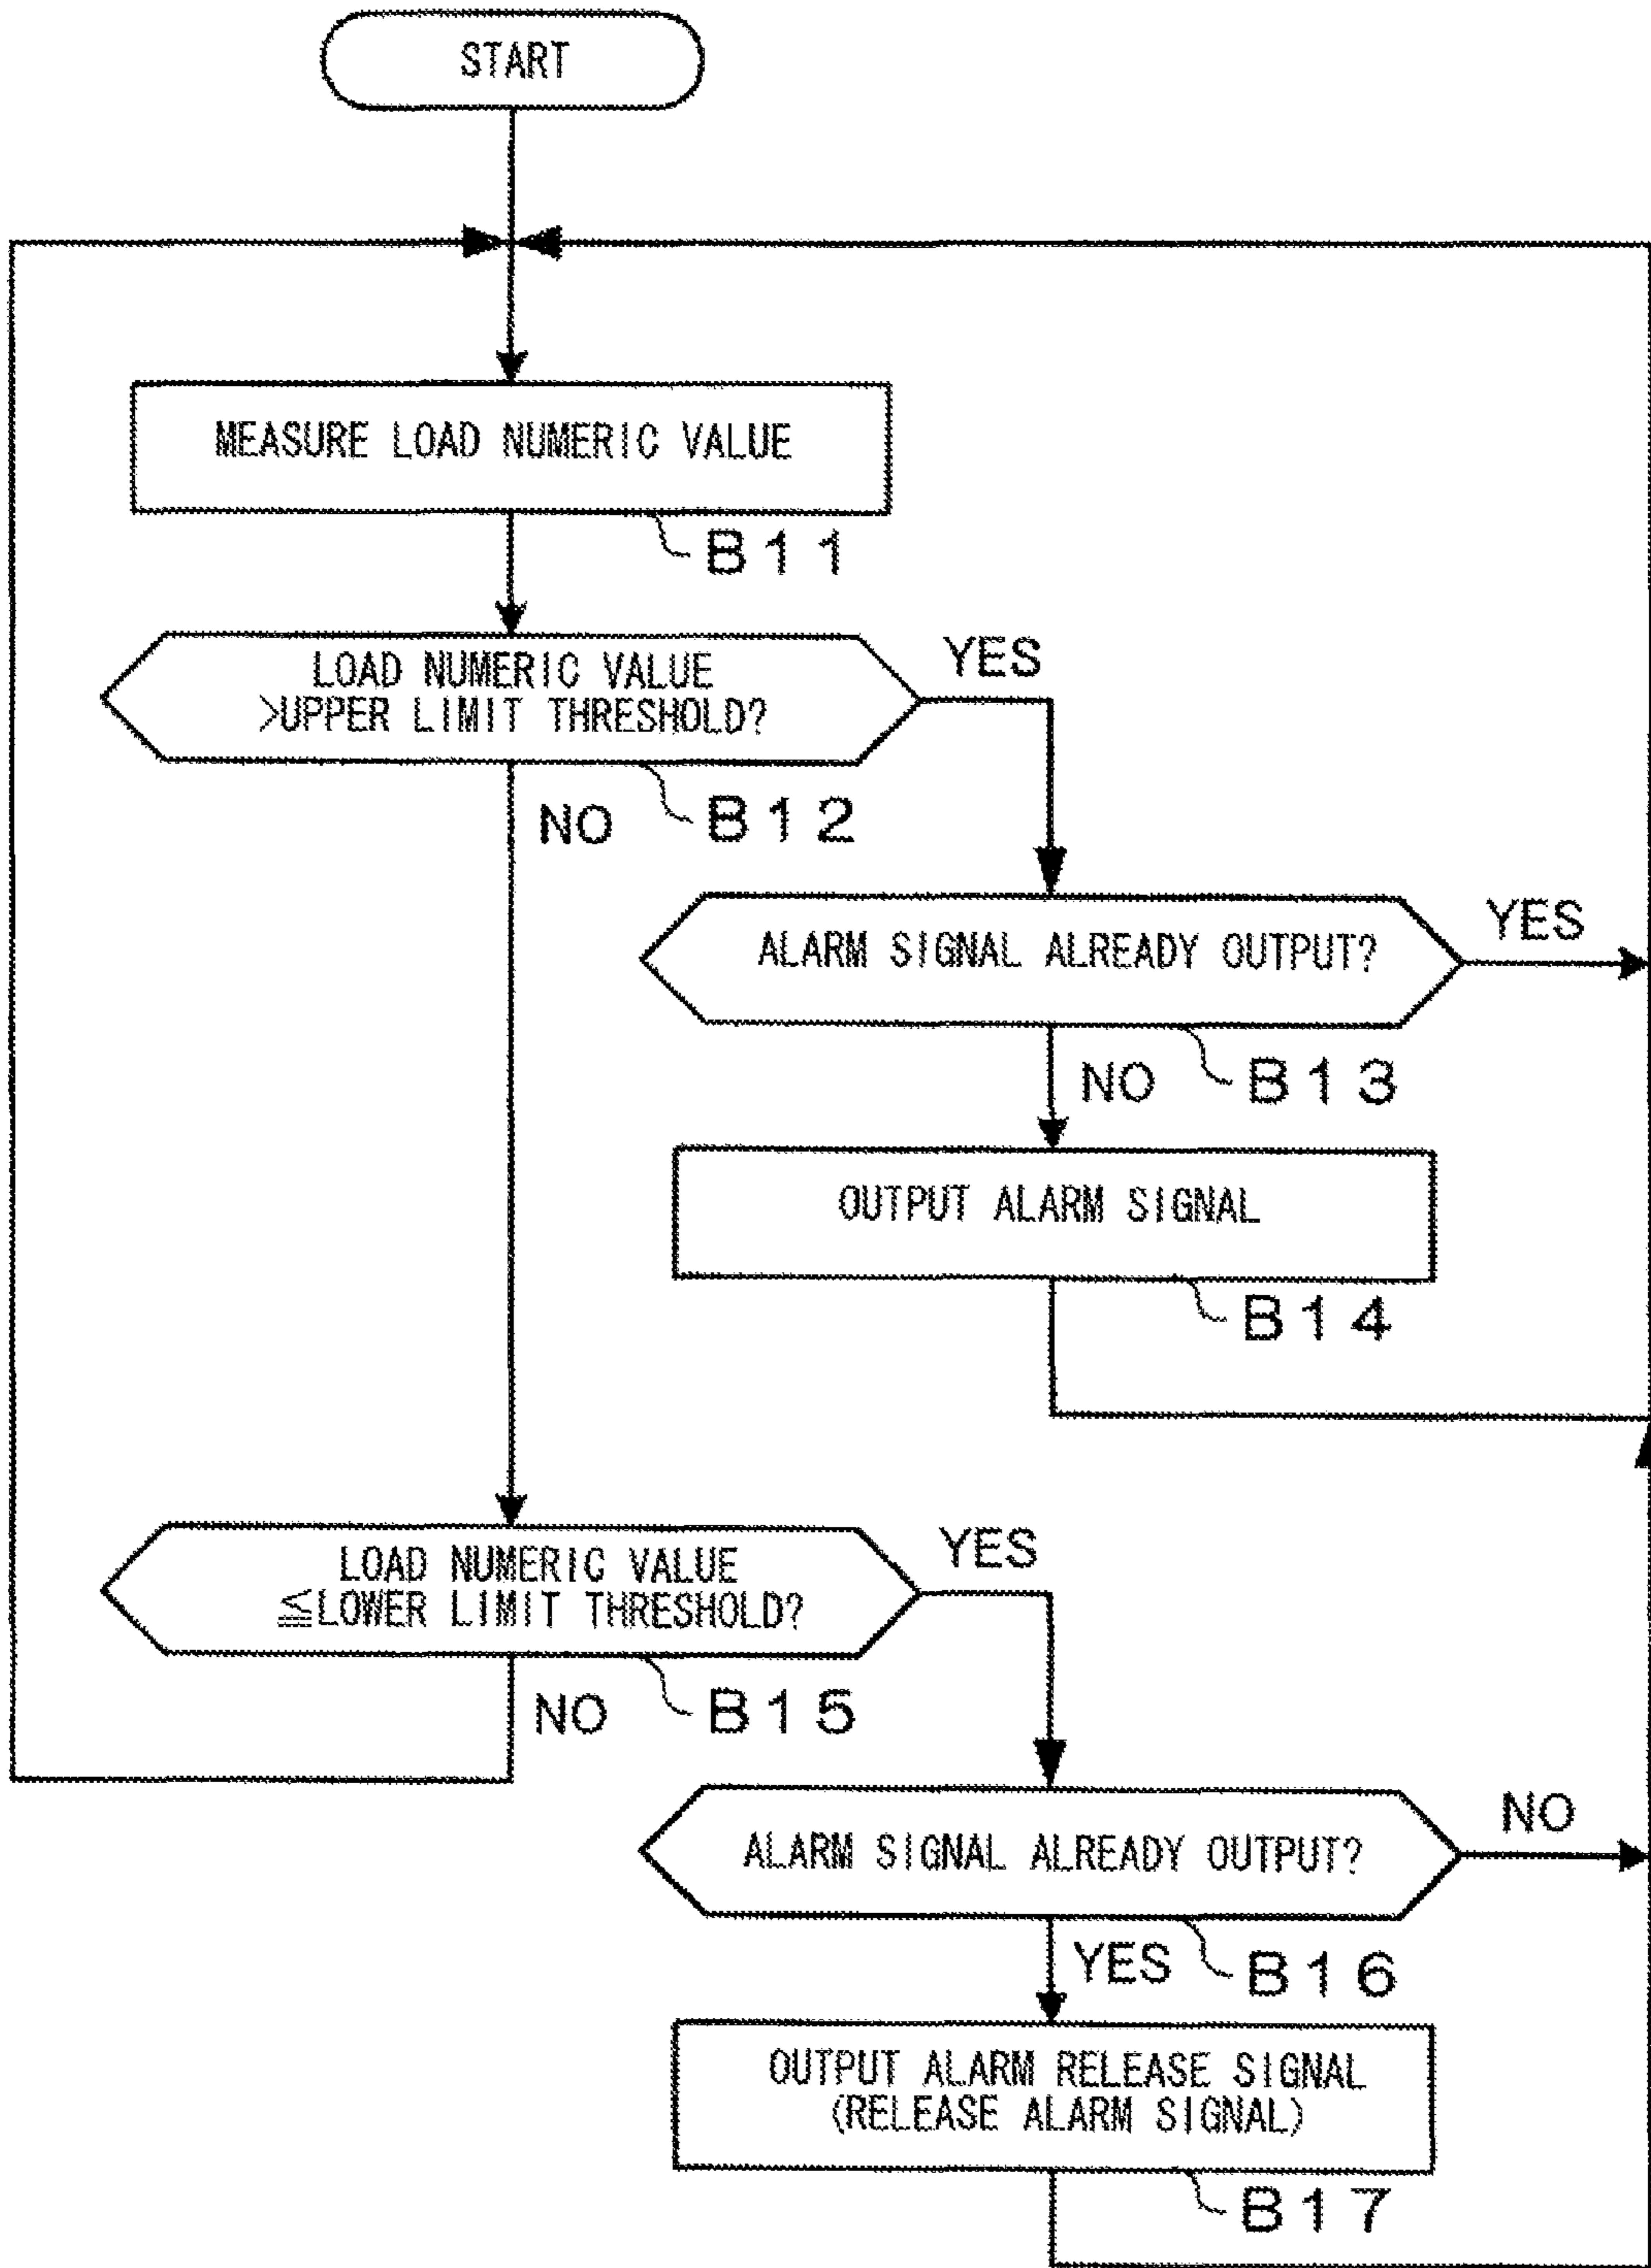 START
MEASURE LOAD NUMERIC VALUE
B11
LOAD NUMERIC VALUE
>UPPER LIMIT THRESHOLD?
YES
NO
B12
ALARM SIGNAL ALREADY OUTPUT?
YES
NO
B13
OUTPUT ALARM SIGNAL
B14
LOAD NUMERIC VALUE
≦LOWER LIMIT THRESHOLD?
YES
NO
B15
ALARM SIGNAL ALREADY OUTPUT?
NO
YES
B16
OUTPUT ALARM RELEASE SIGNAL
(RELEASE ALARM SIGNAL)
B17